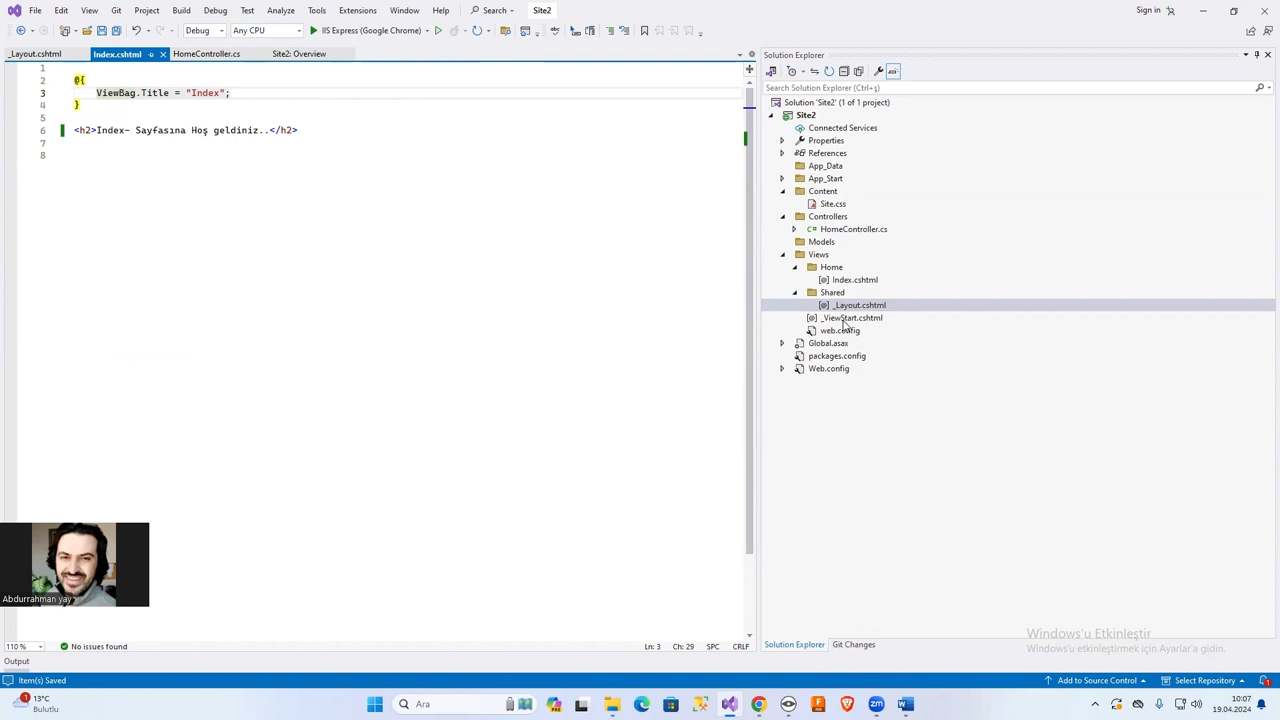 File Edit View Git Project Build Debug Test Analyze Tools Extensions Window Help Search Site2 Sign in
Debug Any CPU IIS Express (Google Chrome)
_Layout.cshtml Index.cshtml HomeController.cs Site2: Overview
1
2 @{
3 ViewBag.Title = "Index";
4 }
5
6 <h2>Index- Sayfasına Hoş geldiniz..</h2>
7
8
Abdurrahman yay
110 % No issues found Ln: 3 Ch: 29 SPC CRLF
Output
Solution Explorer
Search Solution Explorer (Ctrl+ş)
Solution 'Site2' (1 of 1 project)
Site2
Connected Services
Properties
References
App_Data
App_Start
Content
Site.css
Controllers
C# HomeController.cs
Models
Views
Home
Index.cshtml
Shared
_Layout.cshtml
_ViewStart.cshtml
web.config
Global.asax
packages.config
Web.config
Windows'u Etkinleştir
Windows'u etkinleştirmek için Ayarlar'a gidin.
Solution Explorer Git Changes
Item(s) Saved Add to Source Control Select Repository 1
1 13°C
Bulutlu
Ara
10:07
19.04.2024